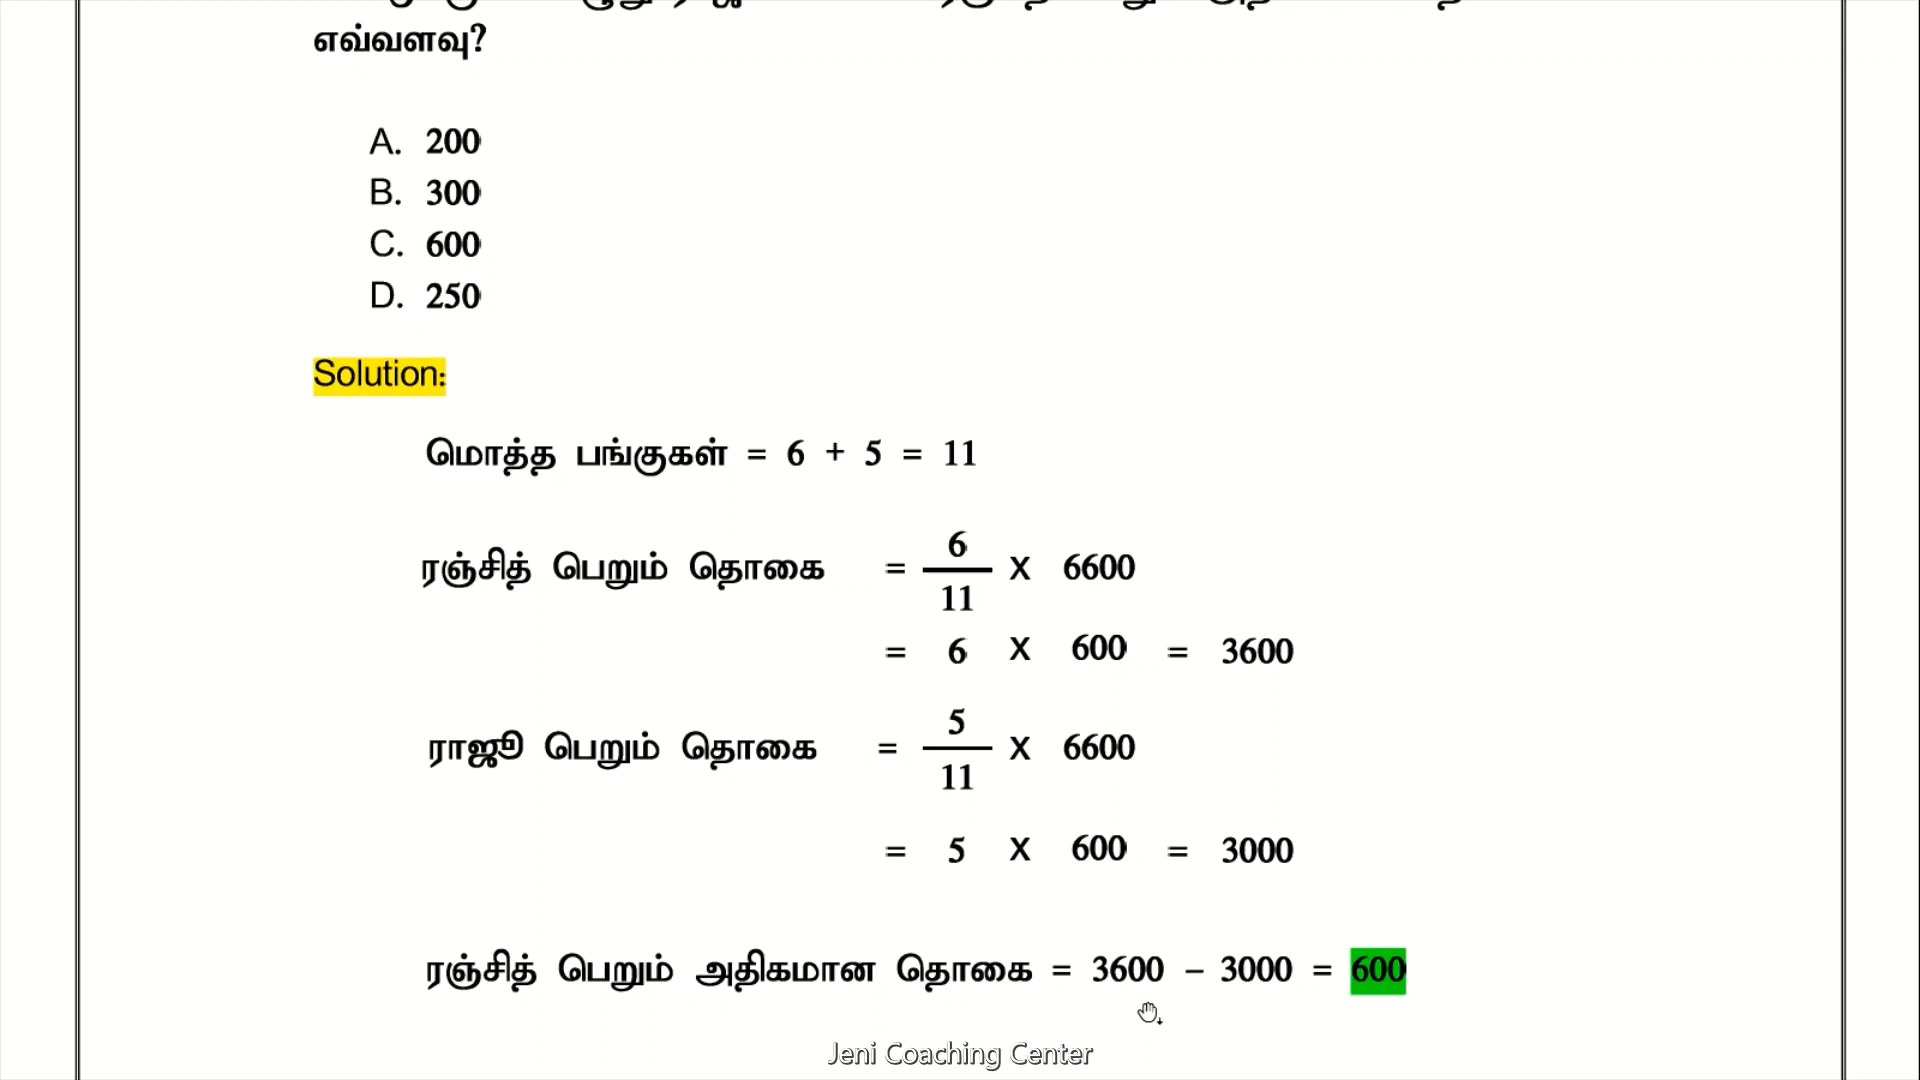 எவ்வளவு?
A. 200
B. 300
C. 600
D. 250
Solution:
மொத்த பங்குகள் = 6 + 5 = 11
ரஞ்சித் பெறும் தொகை = 6/11 X 6600
= 6 X 600 = 3600
ராஜூ பெறும் தொகை = 5/11 X 6600
= 5 X 600 = 3000
ரஞ்சித் பெறும் அதிகமான தொகை = 3600 – 3000 = 600
Jeni Coaching Center